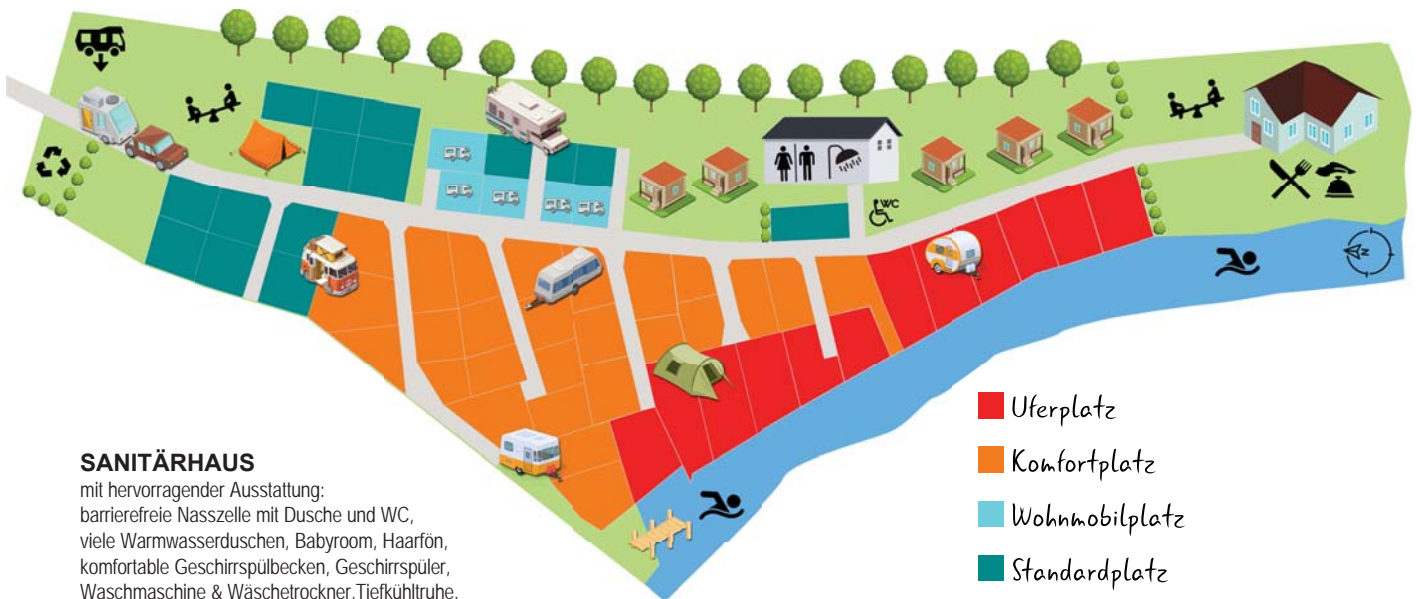 WC
N
Uferplatz
Komfortplatz
Wohnmobilplatz
Standardplatz
SANITÄRHAUS
mit hervorragender Ausstattung:
barrierefreie Nasszelle mit Dusche und WC,
viele Warmwasserduschen, Babyroom, Haarfön,
komfortable Geschirrspülbecken, Geschirrspüler,
Waschmaschine & Wäschetrockner,Tiefkühltruhe.